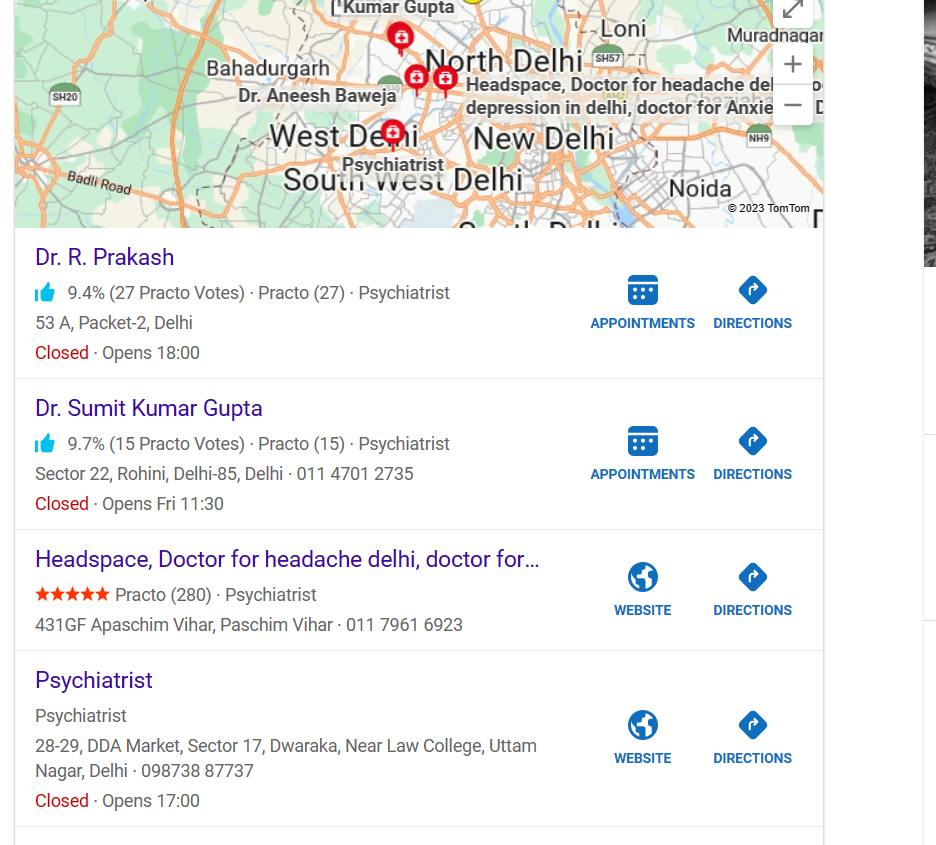 Kumar Gupta
Loni
Muradnagar
North Delhi
SH57
Bahadurgarh
SH20
Dr. Aneesh Baweja
Headspace, Doctor for headache del
depression in delhi, doctor for Anxie
West Delhi
New Delhi
NH9
Psychiatrist
South West Delhi
Badli Road
Noida
© 2023 TomTom
South Delhi
Dr. R. Prakash
9.4% (27 Practo Votes) · Practo (27) · Psychiatrist
53 A, Packet-2, Delhi
Closed · Opens 18:00
APPOINTMENTS
DIRECTIONS
Dr. Sumit Kumar Gupta
9.7% (15 Practo Votes) · Practo (15) · Psychiatrist
Sector 22, Rohini, Delhi-85, Delhi · 011 4701 2735
Closed · Opens Fri 11:30
APPOINTMENTS
DIRECTIONS
Headspace, Doctor for headache delhi, doctor for...
Practo (280) · Psychiatrist
431GF Apaschim Vihar, Paschim Vihar · 011 7961 6923
WEBSITE
DIRECTIONS
Psychiatrist
Psychiatrist
28-29, DDA Market, Sector 17, Dwaraka, Near Law College, Uttam
Nagar, Delhi · 098738 87737
Closed · Opens 17:00
WEBSITE
DIRECTIONS